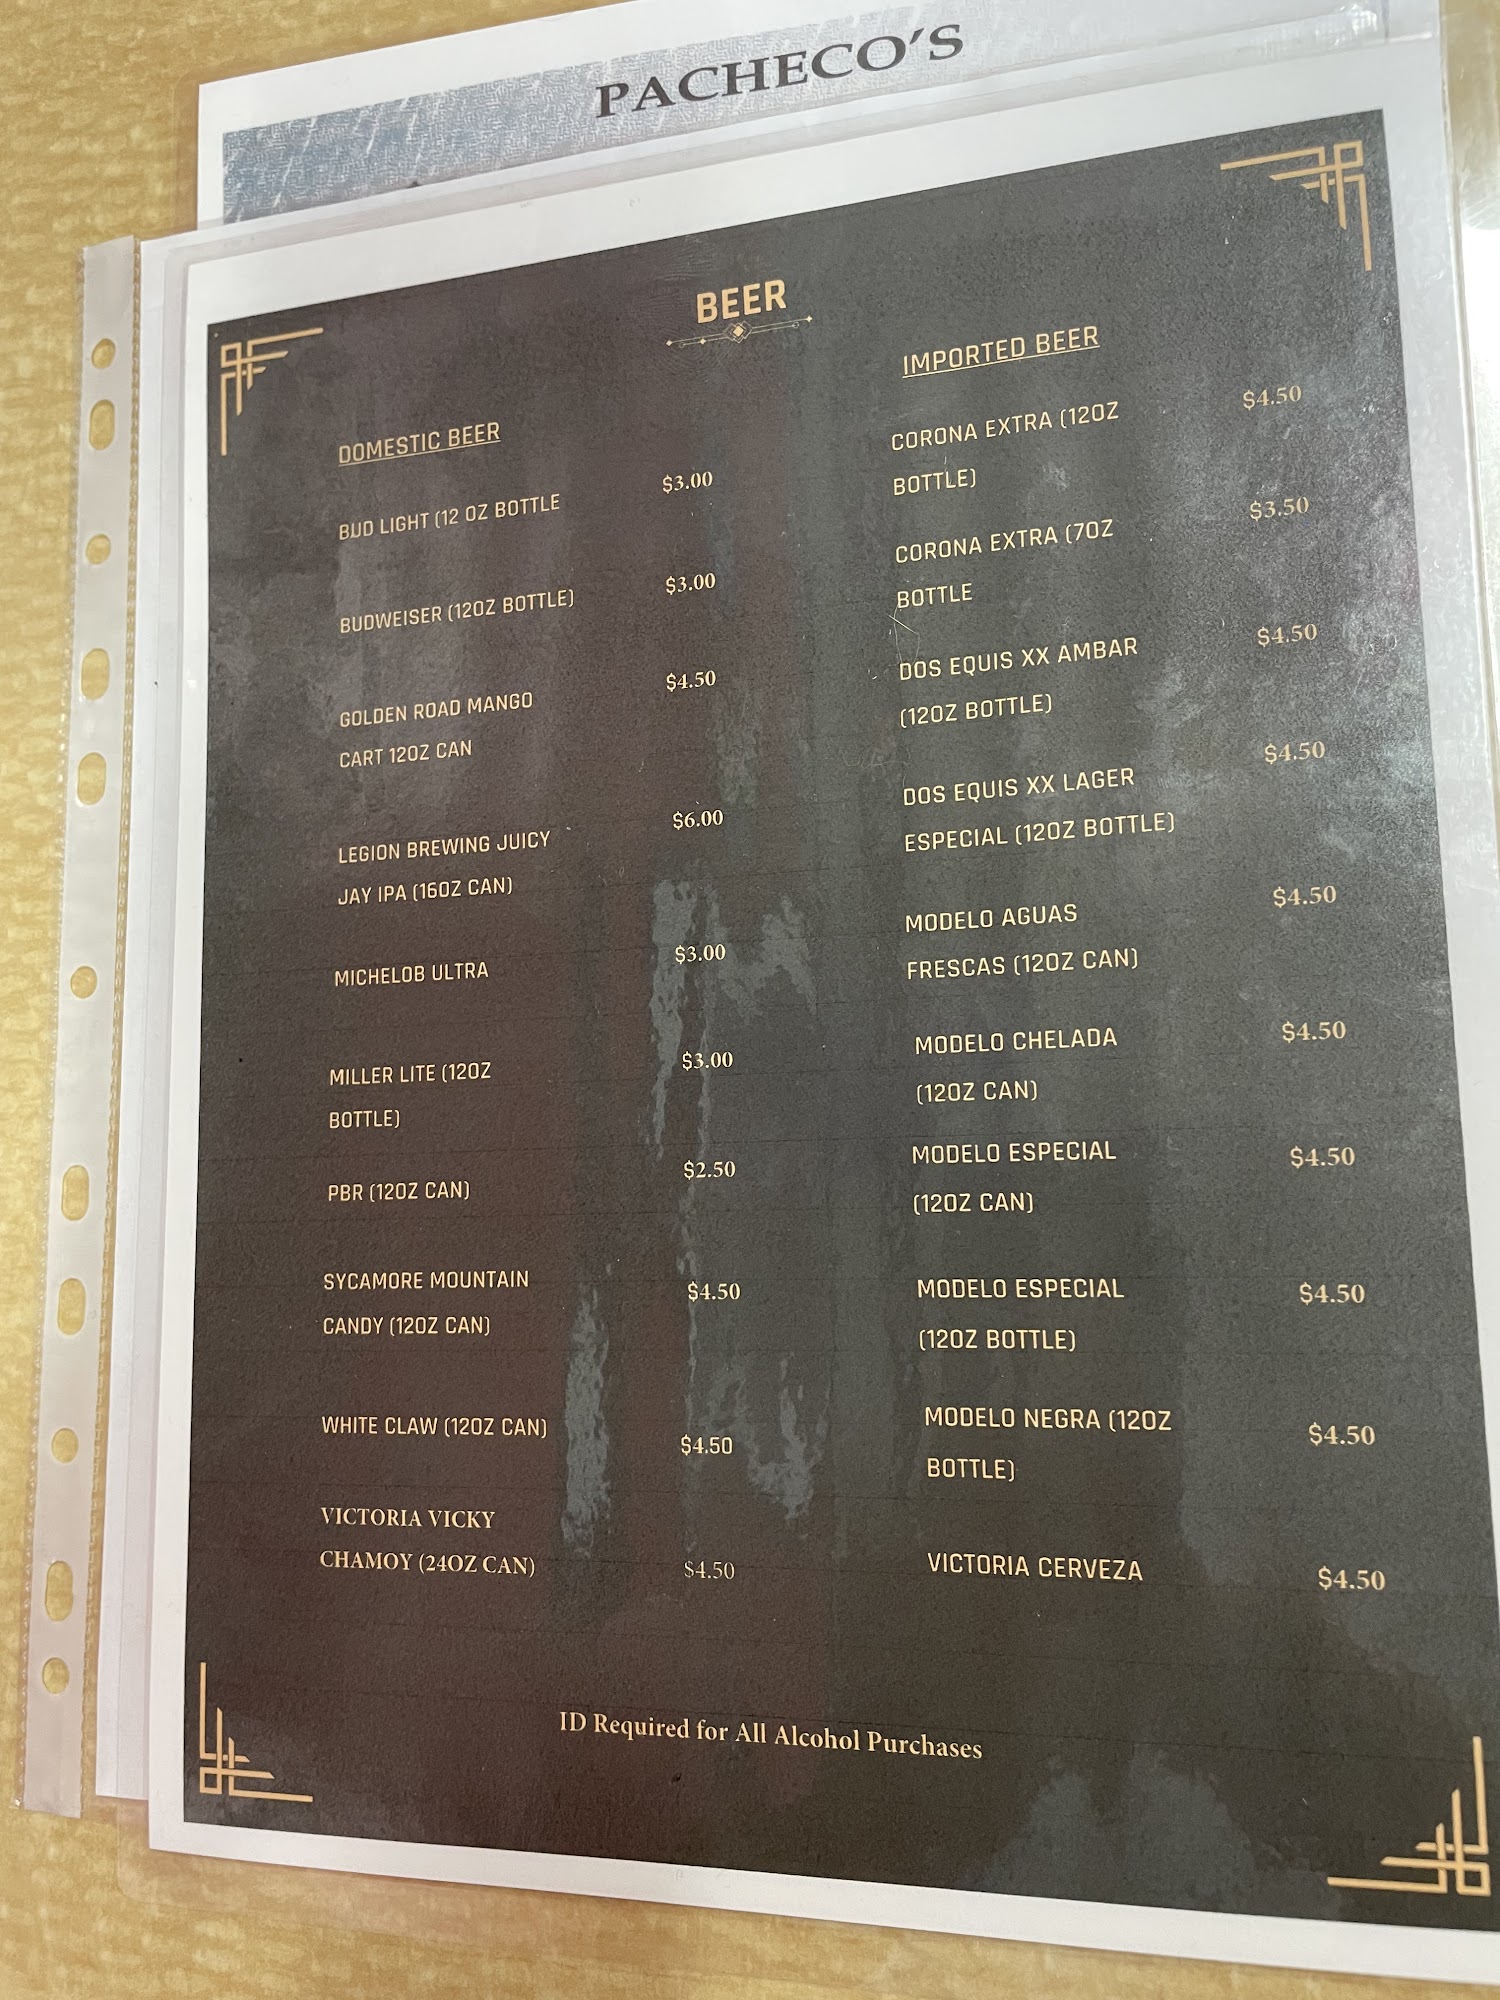 PACHECO'S
BEER
DOMESTIC BEER
BUD LIGHT (12 OZ BOTTLE $3.00
BUDWEISER (12OZ BOTTLE) $3.00
GOLDEN ROAD MANGO $4.50
CART 12OZ CAN
LEGION BREWING JUICY $6.00
JAY IPA (16OZ CAN)
MICHELOB ULTRA $3.00
MILLER LITE (12OZ $3.00
BOTTLE)
PBR (12OZ CAN) $2.50
SYCAMORE MOUNTAIN $4.50
CANDY (12OZ CAN)
WHITE CLAW (12OZ CAN) $4.50
VICTORIA VICKY
CHAMOY (24OZ CAN) $4.50
IMPORTED BEER
CORONA EXTRA (12OZ $4.50
BOTTLE)
CORONA EXTRA (7OZ $3.50
BOTTLE
DOS EQUIS XX AMBAR $4.50
(12OZ BOTTLE)
DOS EQUIS XX LAGER $4.50
ESPECIAL (12OZ BOTTLE)
MODELO AGUAS $4.50
FRESCAS (12OZ CAN)
MODELO CHELADA $4.50
(12OZ CAN)
MODELO ESPECIAL $4.50
(12OZ CAN)
MODELO ESPECIAL $4.50
(12OZ BOTTLE)
MODELO NEGRA (12OZ $4.50
BOTTLE)
VICTORIA CERVEZA $4.50
ID Required for All Alcohol Purchases